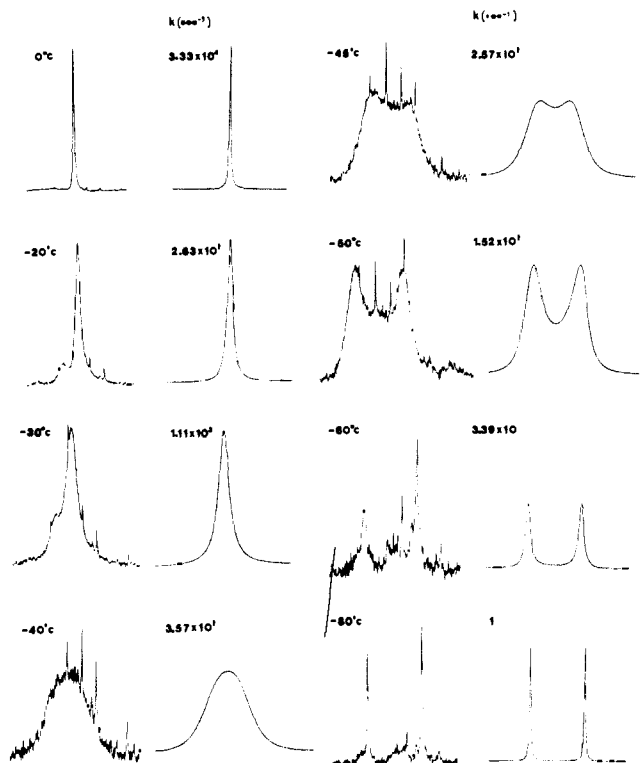 k (sec⁻¹)
0°C
3.33x10⁴
-20°C
2.63x10³
-30°C
1.11x10³
-40°C
3.57x10²
k (sec⁻¹)
-45°C
2.57x10²
-50°C
1.52x10²
-60°C
3.39x10
-80°C
1